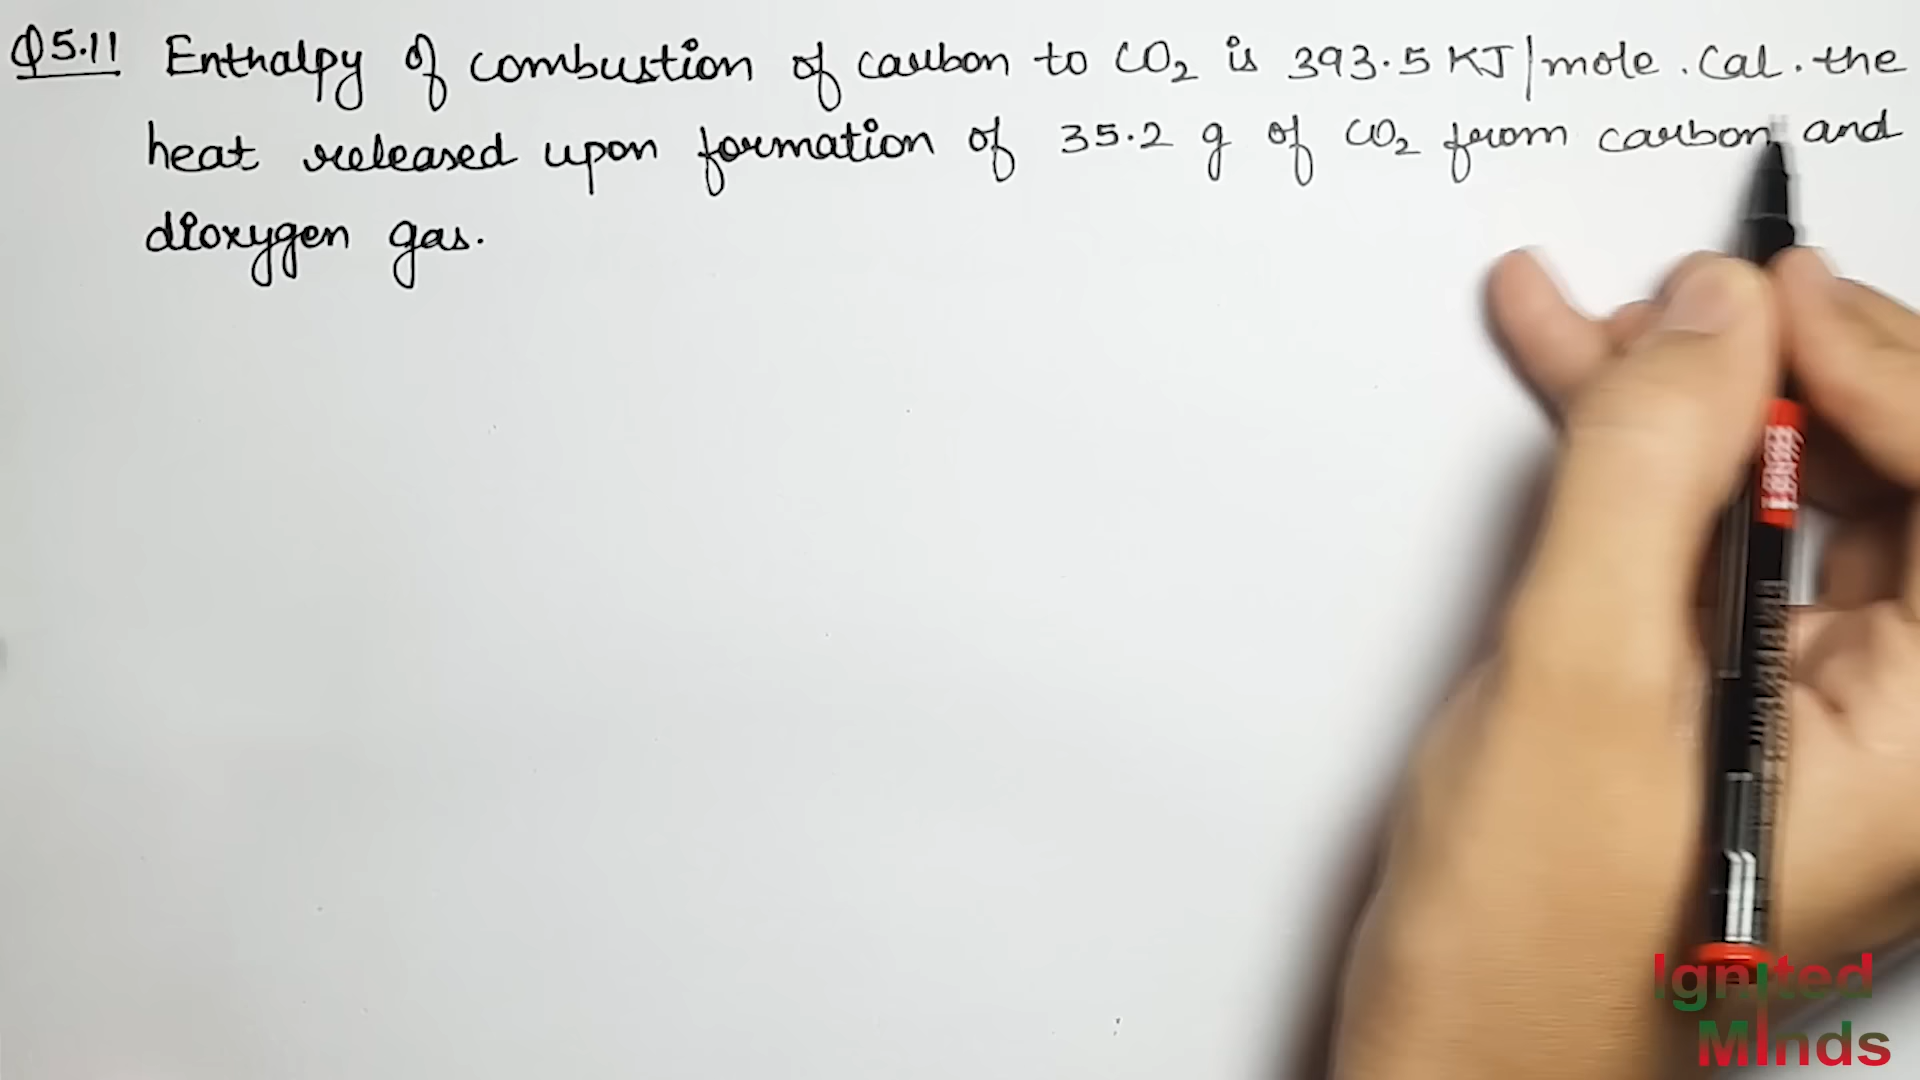 Q5.11 Enthalpy of combustion of carbon to CO₂ is 393.5 KJ/mole. Cal. the
heat released upon formation of 35.2 g of CO₂ from carbon and
dioxygen gas.
Ignited
Minds